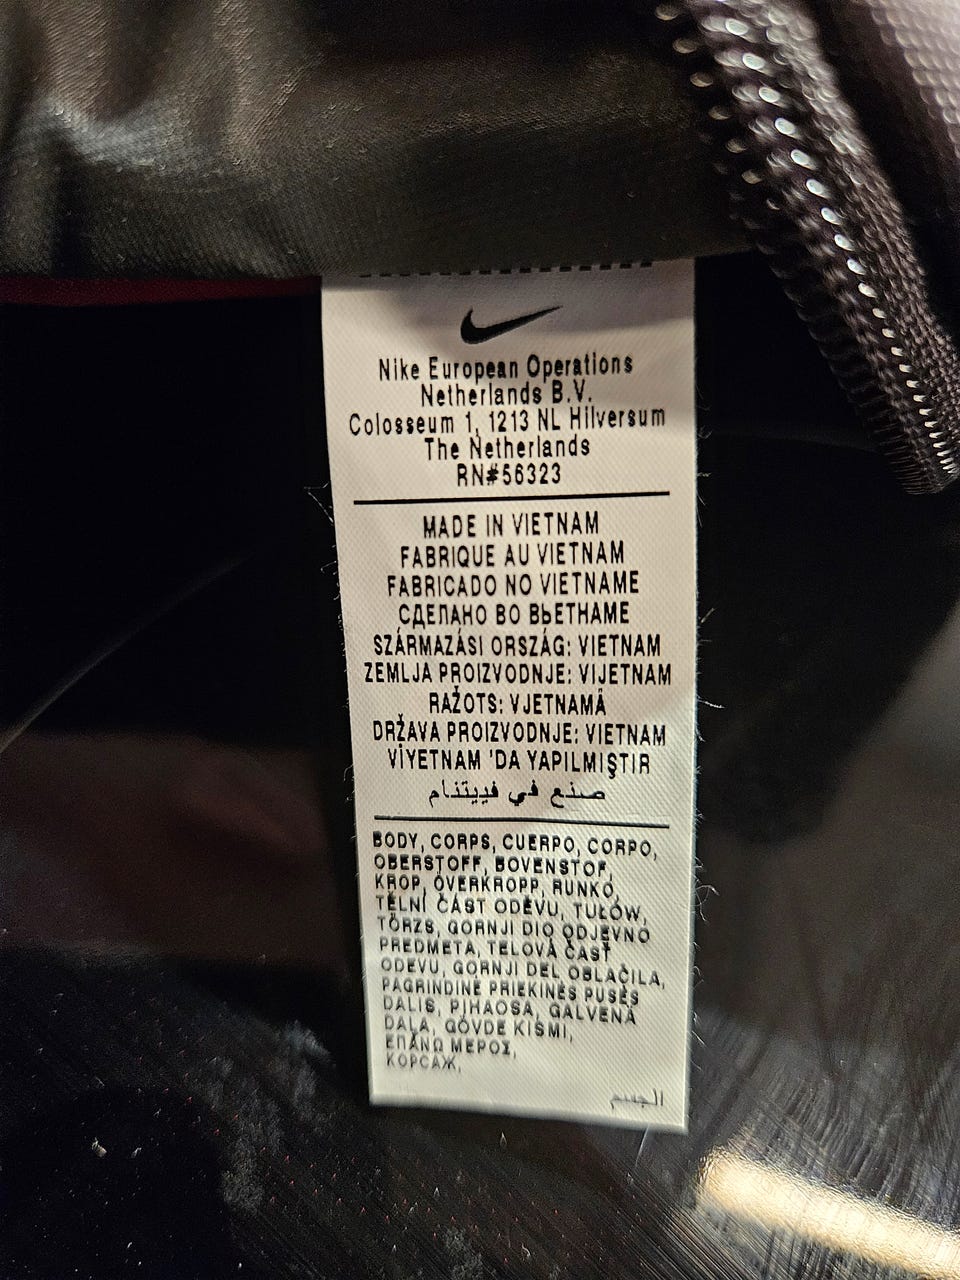 Nike European Operations
Netherlands B.V.
Colosseum 1, 1213 NL Hilversum
The Netherlands
RN#56323
MADE IN VIETNAM
FABRIQUE AU VIETNAM
FABRICADO NO VIETNAME
СДЕПАНО ВО ВЬЕТНАМЕ
SZÁRMAZÁSI ORSZÁG: VIETNAM
ZEMLJA PROIZVODNJE: VIJETNAM
RAŽOTS: VJETNAMĀ
DRŽAVA PROIZVODNJE: VIETNAM
VİYETNAM 'DA YAPILMIŞTIR
صنع في فييتنام
BODY, CORPS, CUERPO, CORPO,
OBERSTOFF, BOVENSTOF,
KROP, ÖVERKROPP, RUNKO,
TĚLNÍ ČÁST ODĚVU, TUŁÓW,
TÖRZS, GORNJI DIO ODJEVNO
PREDMETA, TELOVÁ ČASŤ
ODEVU, GORNJI DEL OBLAČILA,
PAGRINDINĖ PRIEKINĖS PUSĖS
DALIS, PJHAOSA, GALVENĀ
DAĻA, GÖVDE KISMI,
ΕΠΑΝΩ ΜΕΡΟΣ,
КОРСАЖ,
الجسم